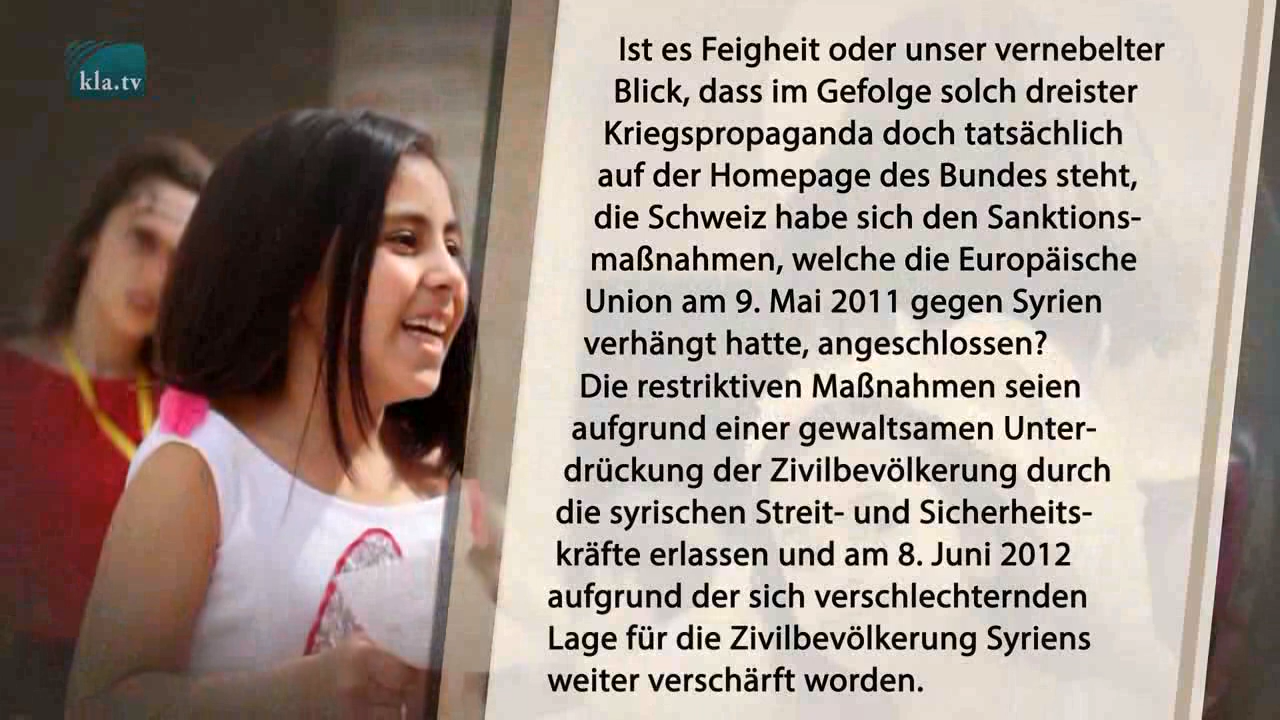 kla.tv
Ist es Feigheit oder unser vernebelter
Blick, dass im Gefolge solch dreister
Kriegspropaganda doch tatsächlich
auf der Homepage des Bundes steht,
die Schweiz habe sich den Sanktions-
maßnahmen, welche die Europäische
Union am 9. Mai 2011 gegen Syrien
verhängt hatte, angeschlossen?
Die restriktiven Maßnahmen seien
aufgrund einer gewaltsamen Unter-
drückung der Zivilbevölkerung durch
die syrischen Streit- und Sicherheits-
kräfte erlassen und am 8. Juni 2012
aufgrund der sich verschlechternden
Lage für die Zivilbevölkerung Syriens
weiter verschärft worden.